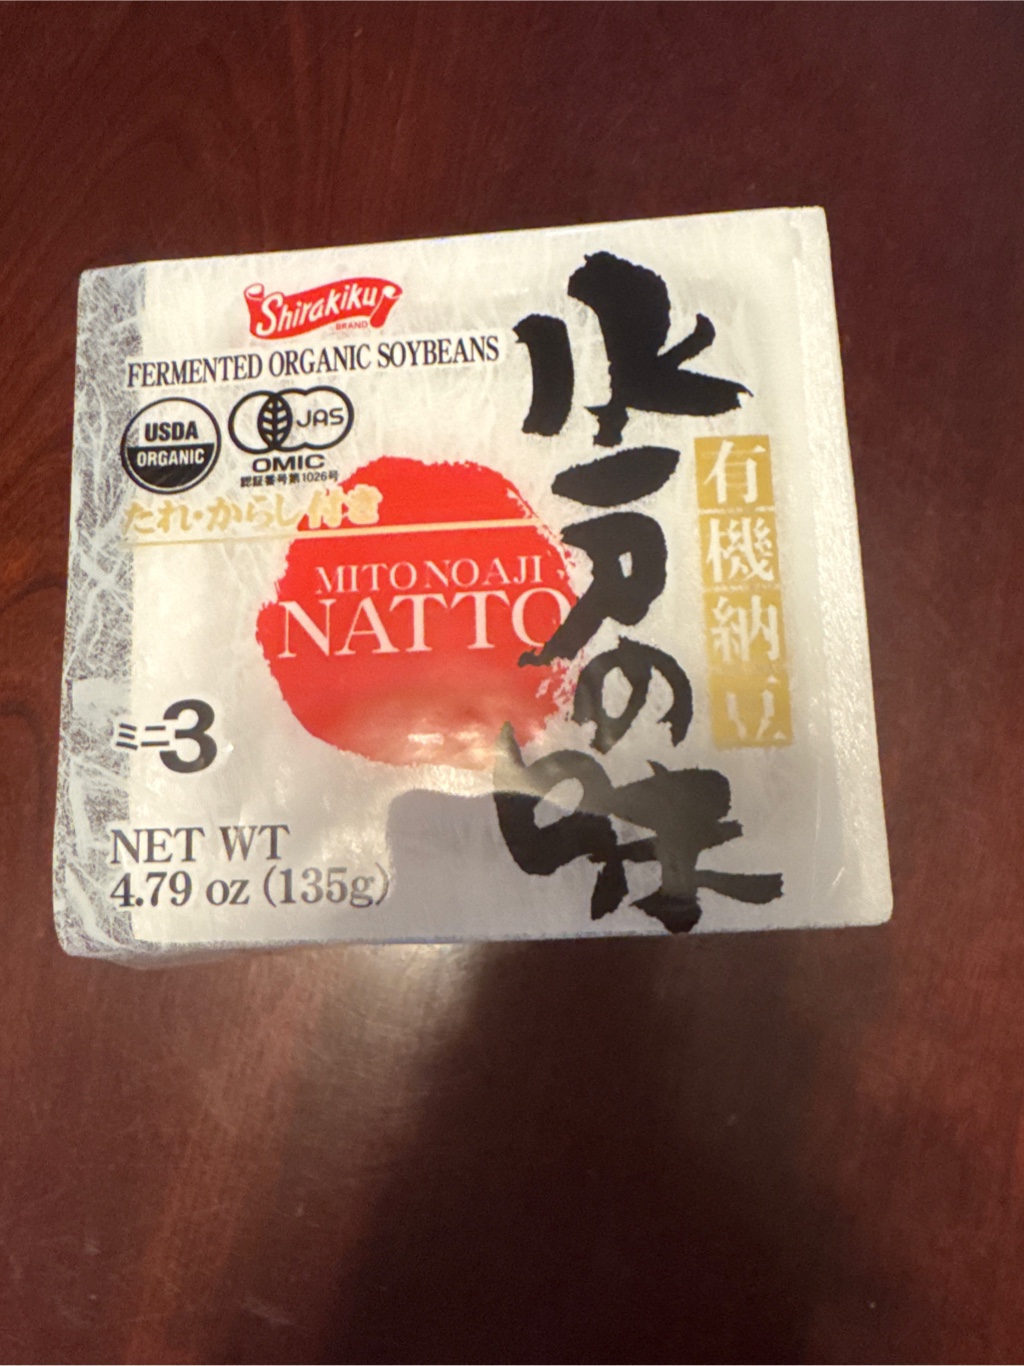 Shirakiku
BRAND
FERMENTED ORGANIC SOYBEANS
USDA
ORGANIC
JAS
OMIC
認証番号第1026号
たれ・からし付き
MITO NO AJI
NATTO
水戸の味
有機納豆
ミニ3
NET WT
4.79 oz (135g)